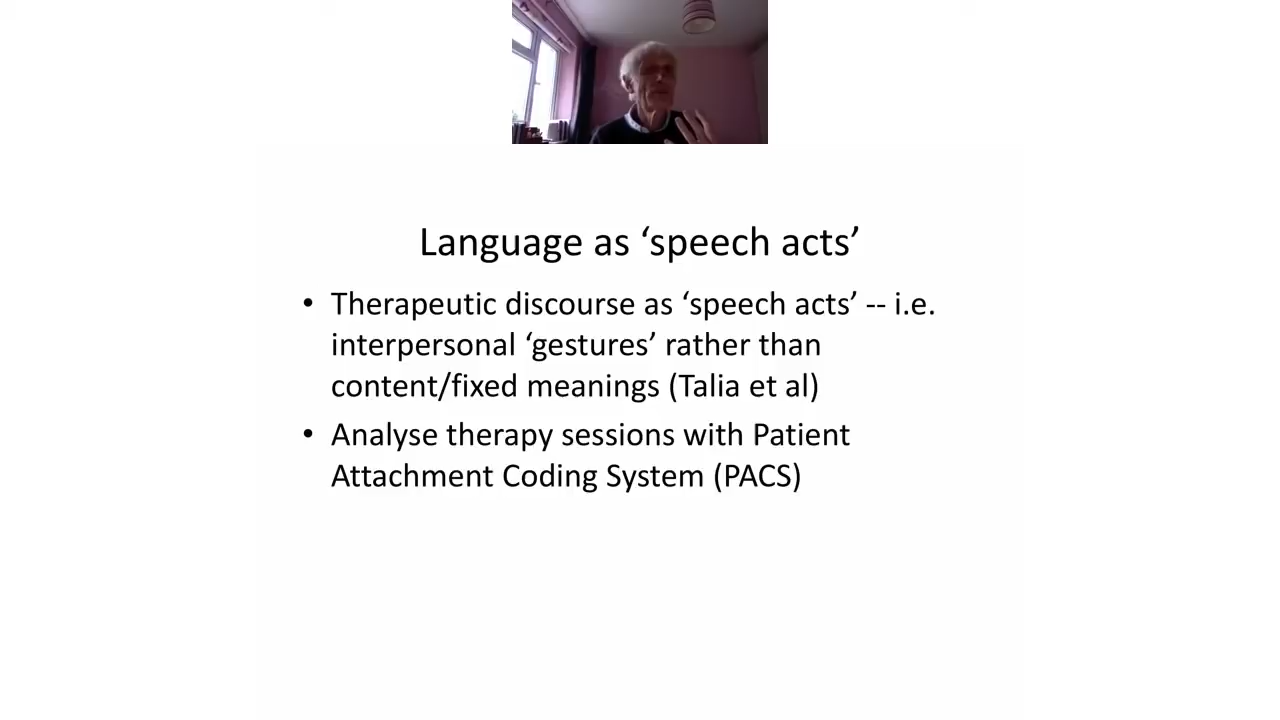 Language as ‘speech acts’
• Therapeutic discourse as ‘speech acts’ -- i.e.
interpersonal ‘gestures’ rather than
content/fixed meanings (Talia et al)
• Analyse therapy sessions with Patient
Attachment Coding System (PACS)